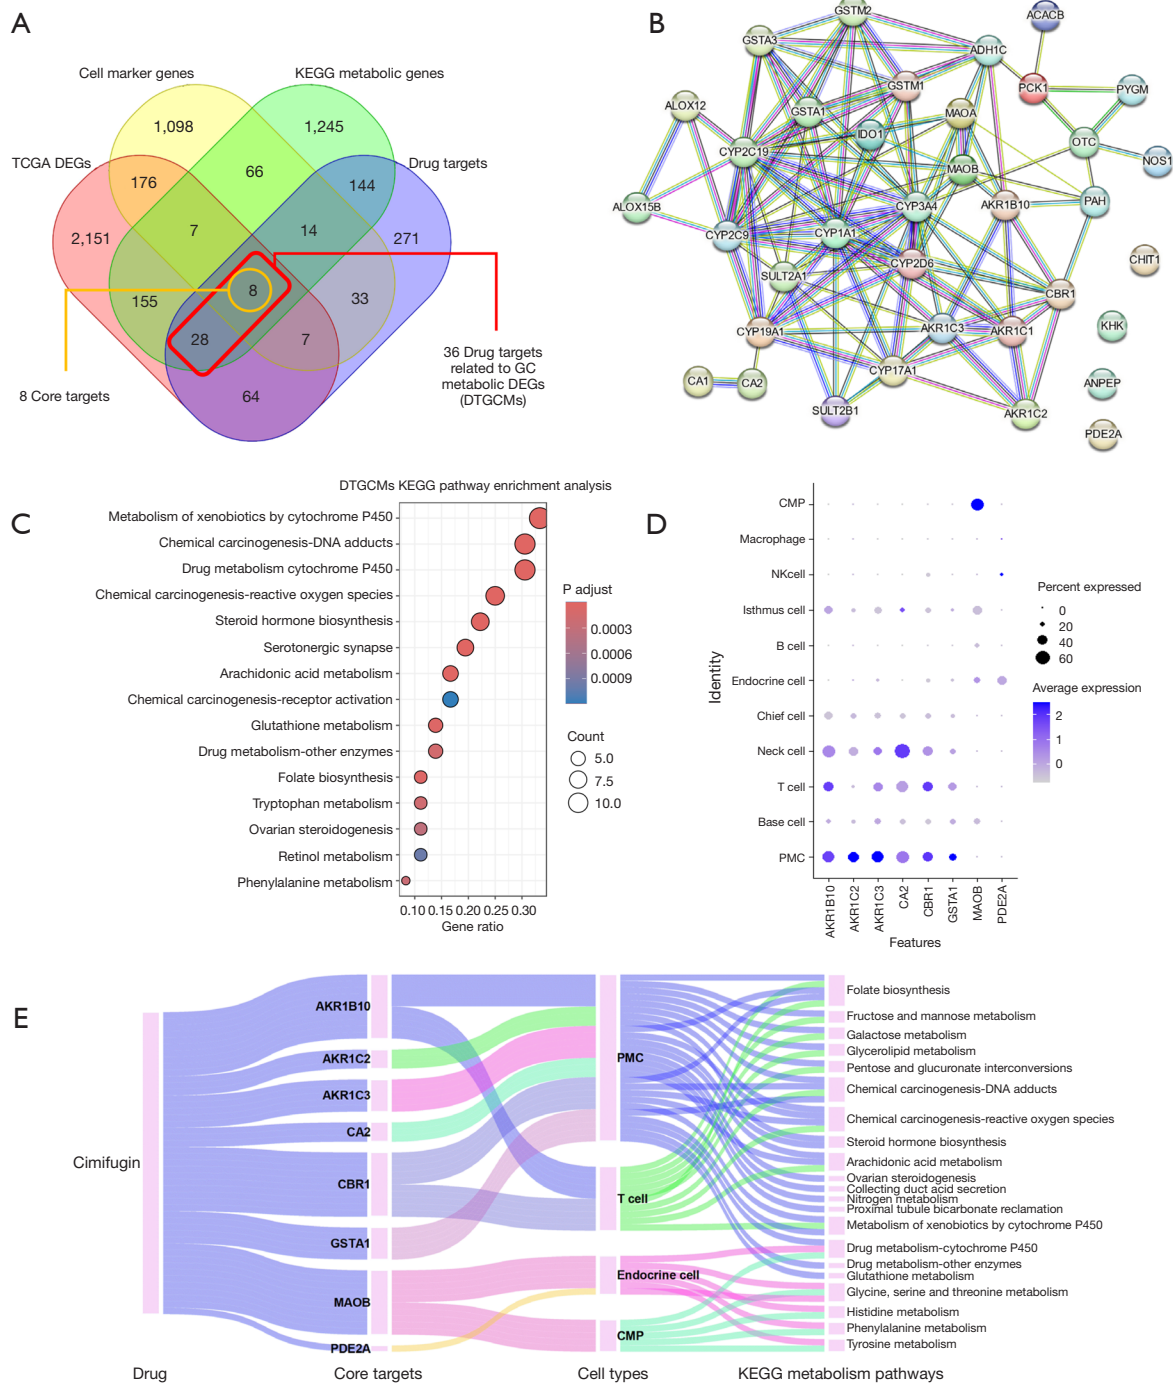 A
Cell marker genes
KEGG metabolic genes
TCGA DEGs
Drug targets
1,098
1,245
176
66
144
2,151
7
14
271
155
8
33
28
7
64
8 Core targets
36 Drug targets
related to GC
metabolic DEGs
(DTGCMs)
B
GSTM2
ACACB
GSTA3
ADH1C
GSTM1
PCK1
PYGM
ALOX12
GSTA1
MAOA
IDO1
OTC
CYP2C19
NOS1
MAOB
ALOX15B
CYP3A4
AKR1B10
PAH
CYP2C9
CYP1A1
CYP2D6
CHIT1
SULT2A1
CBR1
CYP19A1
AKR1C3
AKR1C1
KHK
CYP17A1
CA1
CA2
ANPEP
SULT2B1
AKR1C2
PDE2A
C
DTGCMs KEGG pathway enrichment analysis
Metabolism of xenobiotics by cytochrome P450
Chemical carcinogenesis-DNA adducts
Drug metabolism cytochrome P450
Chemical carcinogenesis-reactive oxygen species
Steroid hormone biosynthesis
Serotonergic synapse
Arachidonic acid metabolism
Chemical carcinogenesis-receptor activation
Glutathione metabolism
Drug metabolism-other enzymes
Folate biosynthesis
Tryptophan metabolism
Ovarian steroidogenesis
Retinol metabolism
Phenylalanine metabolism
0.10 0.15 0.20 0.25 0.30
Gene ratio
P adjust
0.0003
0.0006
0.0009
Count
5.0
7.5
10.0
D
CMP
Macrophage
NKcell
Isthmus cell
B cell
Endocrine cell
Chief cell
Neck cell
T cell
Base cell
PMC
Identity
AKR1B10
AKR1C2
AKR1C3
CA2
CBR1
GSTA1
MAOB
PDE2A
Features
Percent expressed
0
20
40
60
Average expression
2
1
0
E
Cimifugin
AKR1B10
AKR1C2
AKR1C3
CA2
CBR1
GSTA1
MAOB
PDE2A
PMC
T cell
Endocrine cell
CMP
Folate biosynthesis
Fructose and mannose metabolism
Galactose metabolism
Glycerolipid metabolism
Pentose and glucuronate interconversions
Chemical carcinogenesis-DNA adducts
Chemical carcinogenesis-reactive oxygen species
Steroid hormone biosynthesis
Arachidonic acid metabolism
Ovarian steroidogenesis
Collecting duct acid secretion
Nitrogen metabolism
Proximal tubule bicarbonate reclamation
Metabolism of xenobiotics by cytochrome P450
Drug metabolism-cytochrome P450
Drug metabolism-other enzymes
Glutathione metabolism
Glycine, serine and threonine metabolism
Histidine metabolism
Phenylalanine metabolism
Tyrosine metabolism
Drug
Core targets
Cell types
KEGG metabolism pathways